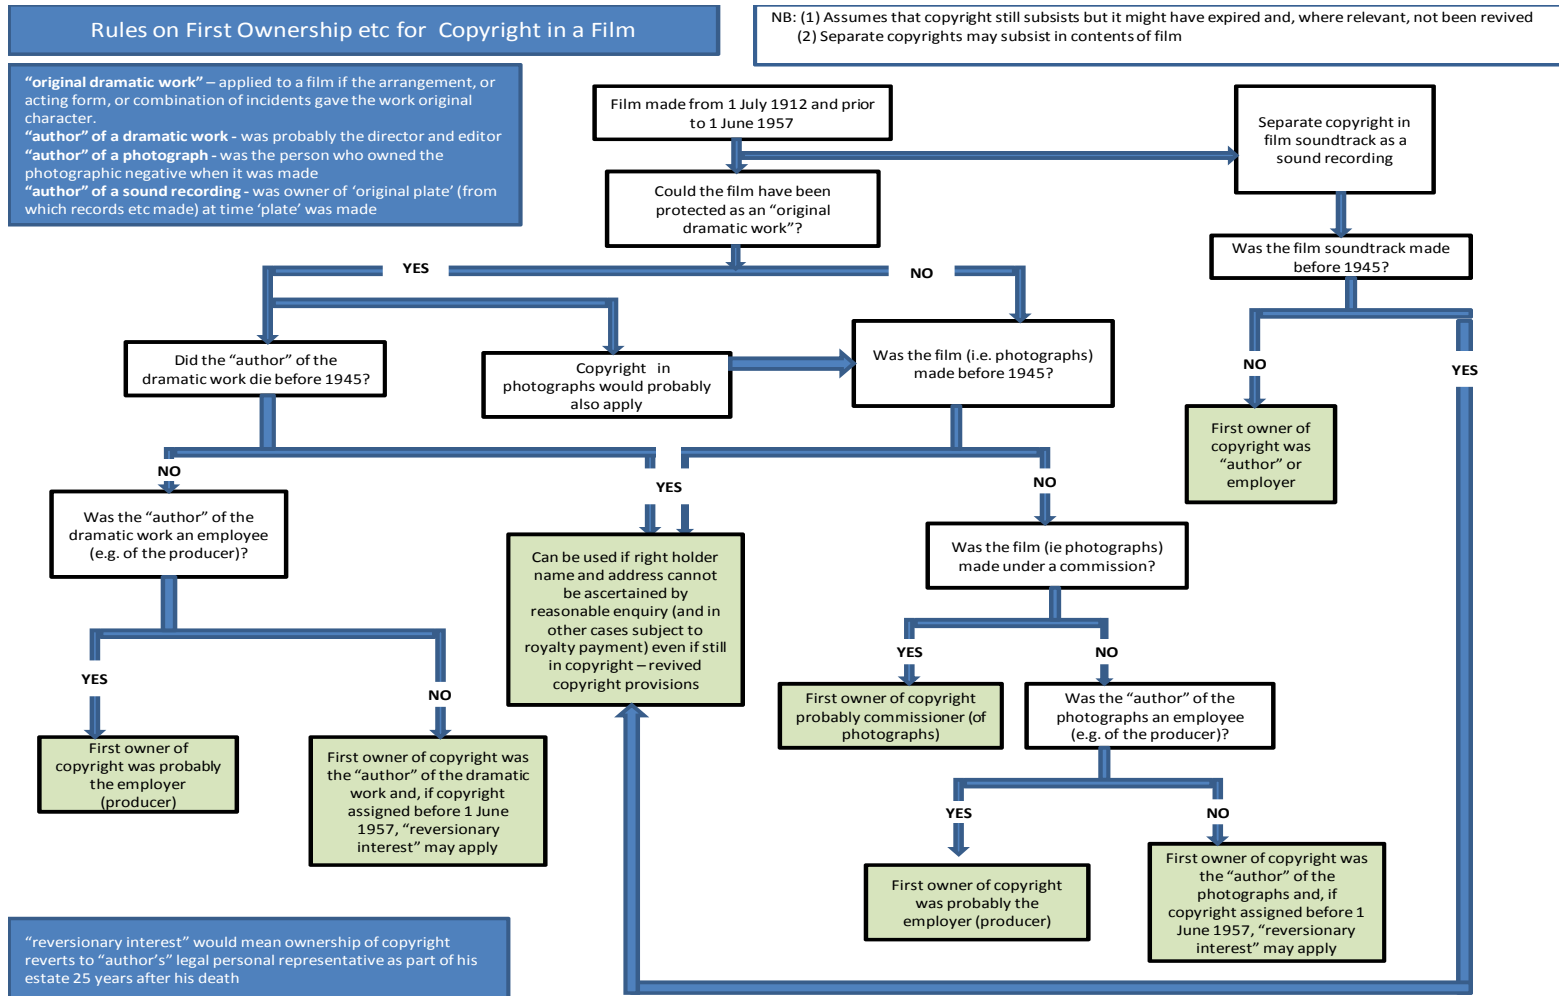 Rules on First Ownership etc for Copyright in a Film
NB: (1) Assumes that copyright still subsists but it might have expired and, where relevant, not been revived
(2) Separate copyrights may subsist in contents of film
“original dramatic work” – applied to a film if the arrangement, or
acting form, or combination of incidents gave the work original
character.
“author” of a dramatic work - was probably the director and editor
“author” of a photograph - was the person who owned the
photographic negative when it was made
“author” of a sound recording - was owner of ‘original plate’ (from
which records etc made) at time ‘plate’ was made
Film made from 1 July 1912 and prior
to 1 June 1957
Separate copyright in
film soundtrack as a
sound recording
Could the film have been
protected as an “original
dramatic work”?
Was the film soundtrack made
before 1945?
YES
NO
Did the “author” of the
dramatic work die before 1945?
Copyright in
photographs would probably
also apply
Was the film (i.e. photographs)
made before 1945?
NO
YES
First owner of
copyright was
“author” or
employer
NO
YES
NO
Was the “author” of the
dramatic work an employee
(e.g. of the producer)?
Can be used if right holder
name and address cannot
be ascertained by
reasonable enquiry (and in
other cases subject to
royalty payment) even if still
in copyright – revived
copyright provisions
Was the film (ie photographs)
made under a commission?
YES
NO
YES
NO
First owner of copyright
probably commissioner (of
photographs)
Was the “author” of the
photographs an employee
(e.g. of the producer)?
First owner of
copyright was probably
the employer
(producer)
First owner of copyright was
the “author” of the dramatic
work and, if copyright
assigned before 1 June
1957, “reversionary
interest” may apply
YES
NO
First owner of copyright
was probably the
employer (producer)
First owner of copyright was
the “author” of the
photographs and, if
copyright assigned before 1
June 1957, “reversionary
interest” may apply
“reversionary interest” would mean ownership of copyright
reverts to “author’s” legal personal representative as part of his
estate 25 years after his death